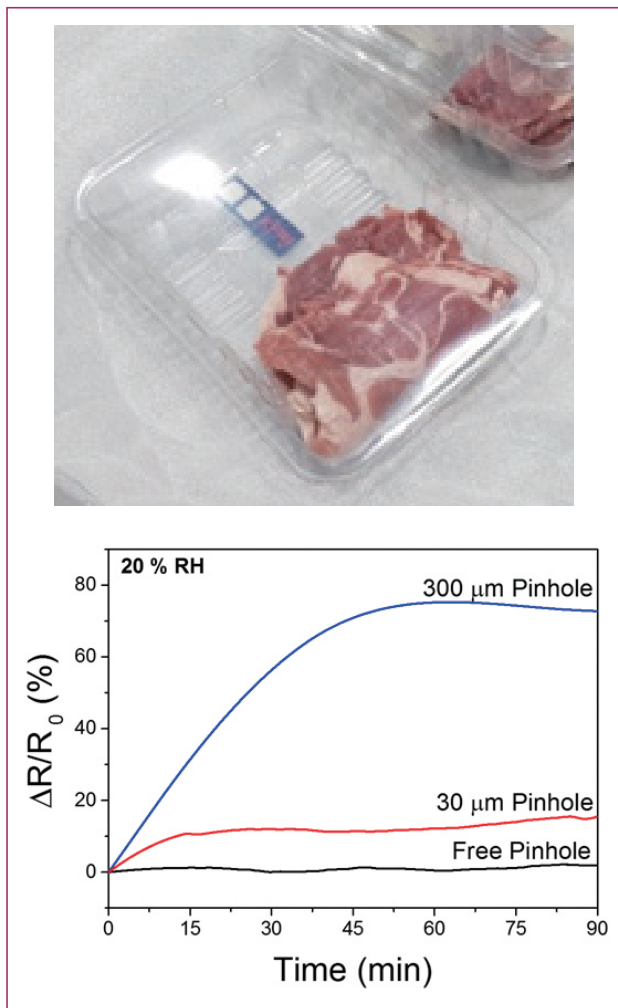 20 % RH
300 μm Pinhole
30 μm Pinhole
Free Pinhole
ΔR/R₀ (%)
80
60
40
20
0
0 15 30 45 60 75 90
Time (min)